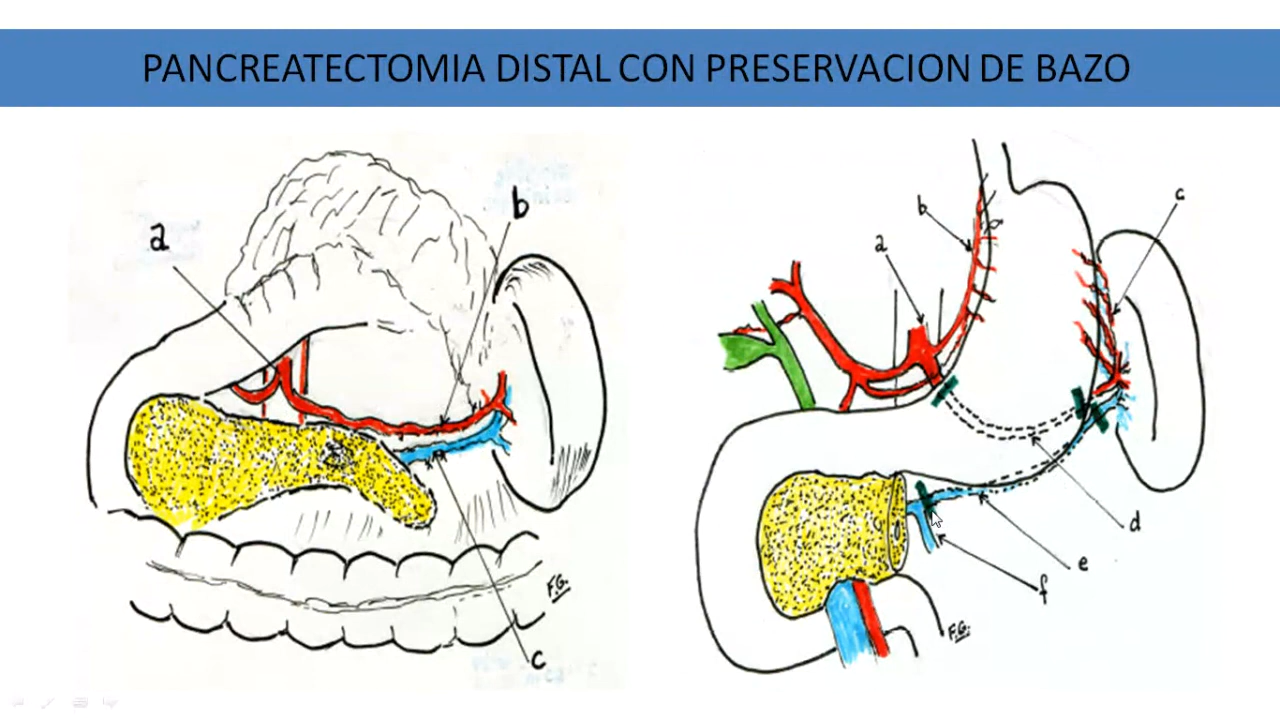 PANCREATECTOMIA DISTAL CON PRESERVACION DE BAZO
a
b
c
F.G.
b
a
c
d
e
f
F.G.